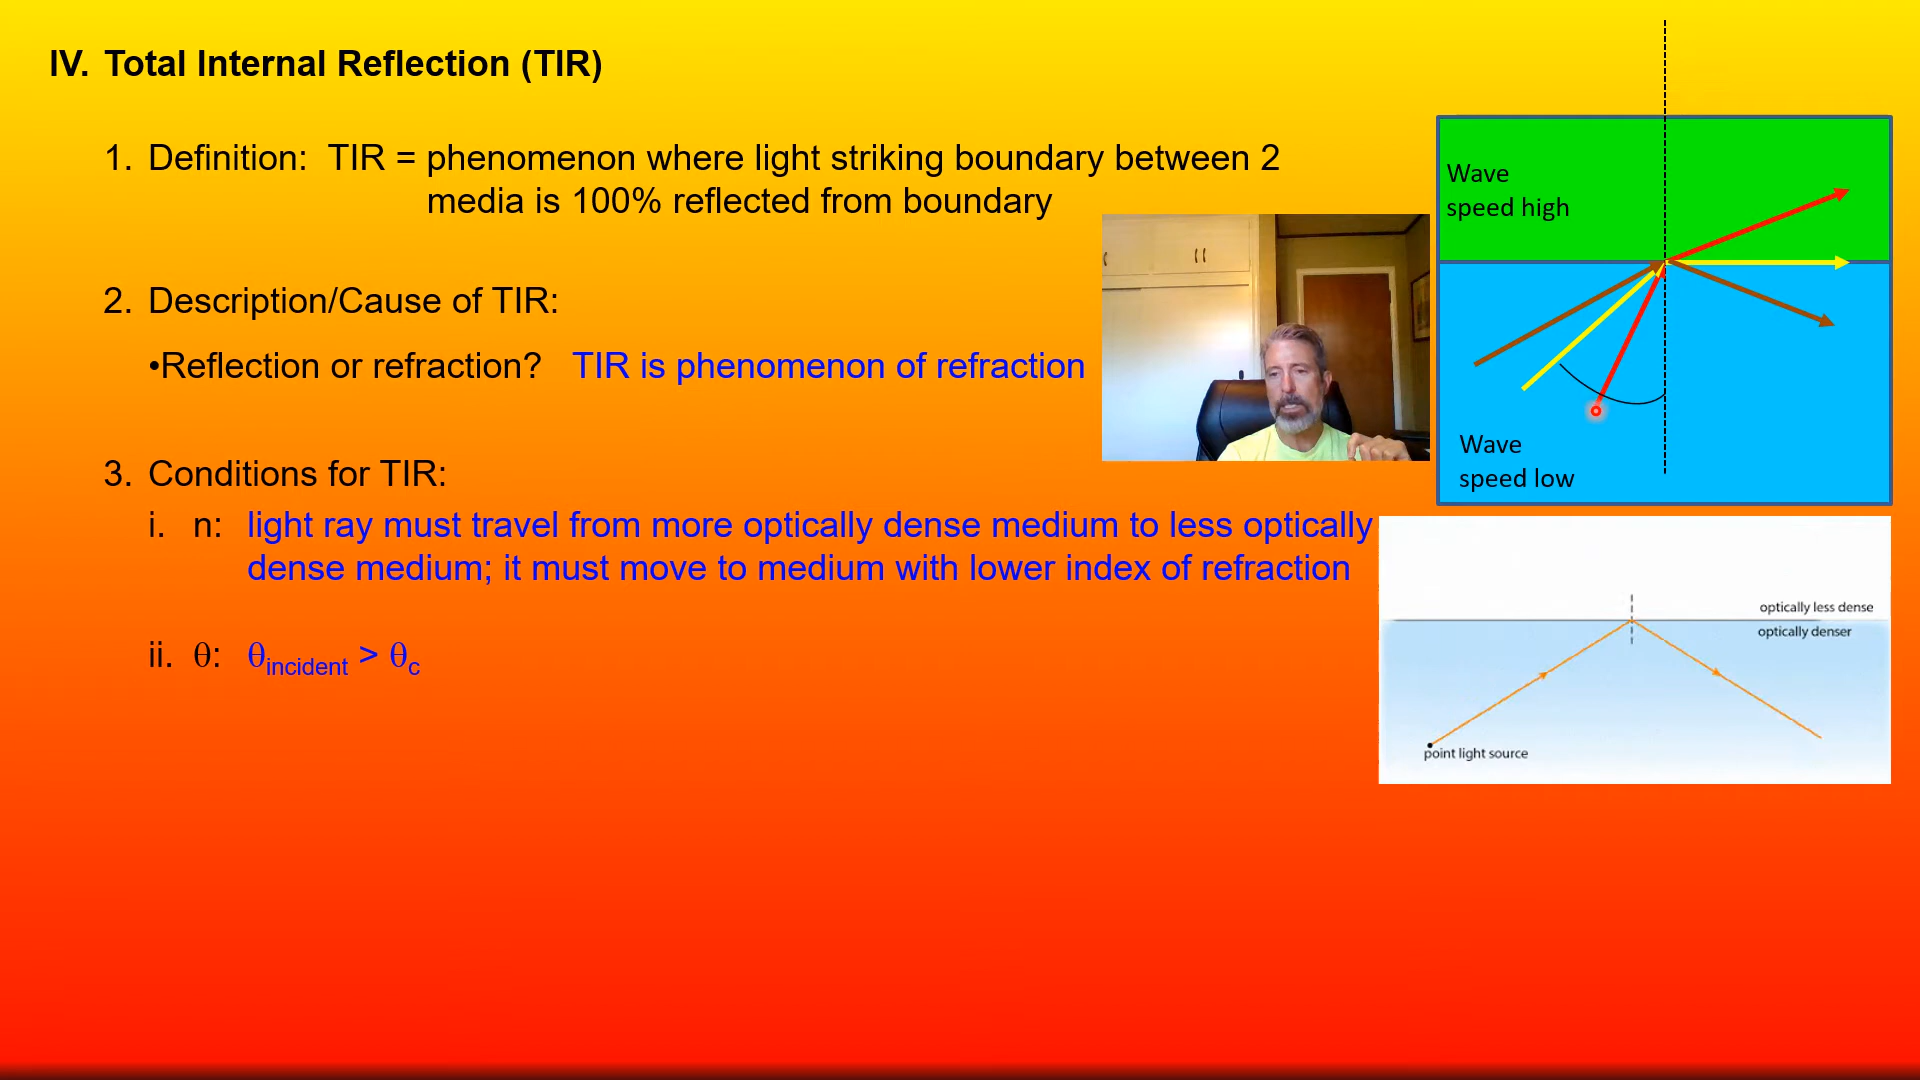 IV. Total Internal Reflection (TIR)
1. Definition: TIR = phenomenon where light striking boundary between 2
media is 100% reflected from boundary
2. Description/Cause of TIR:
•Reflection or refraction? TIR is phenomenon of refraction
3. Conditions for TIR:
i. n: light ray must travel from more optically dense medium to less optically
dense medium; it must move to medium with lower index of refraction
ii. θ: θincident > θc
Wave
speed high
Wave
speed low
optically less dense
optically denser
point light source